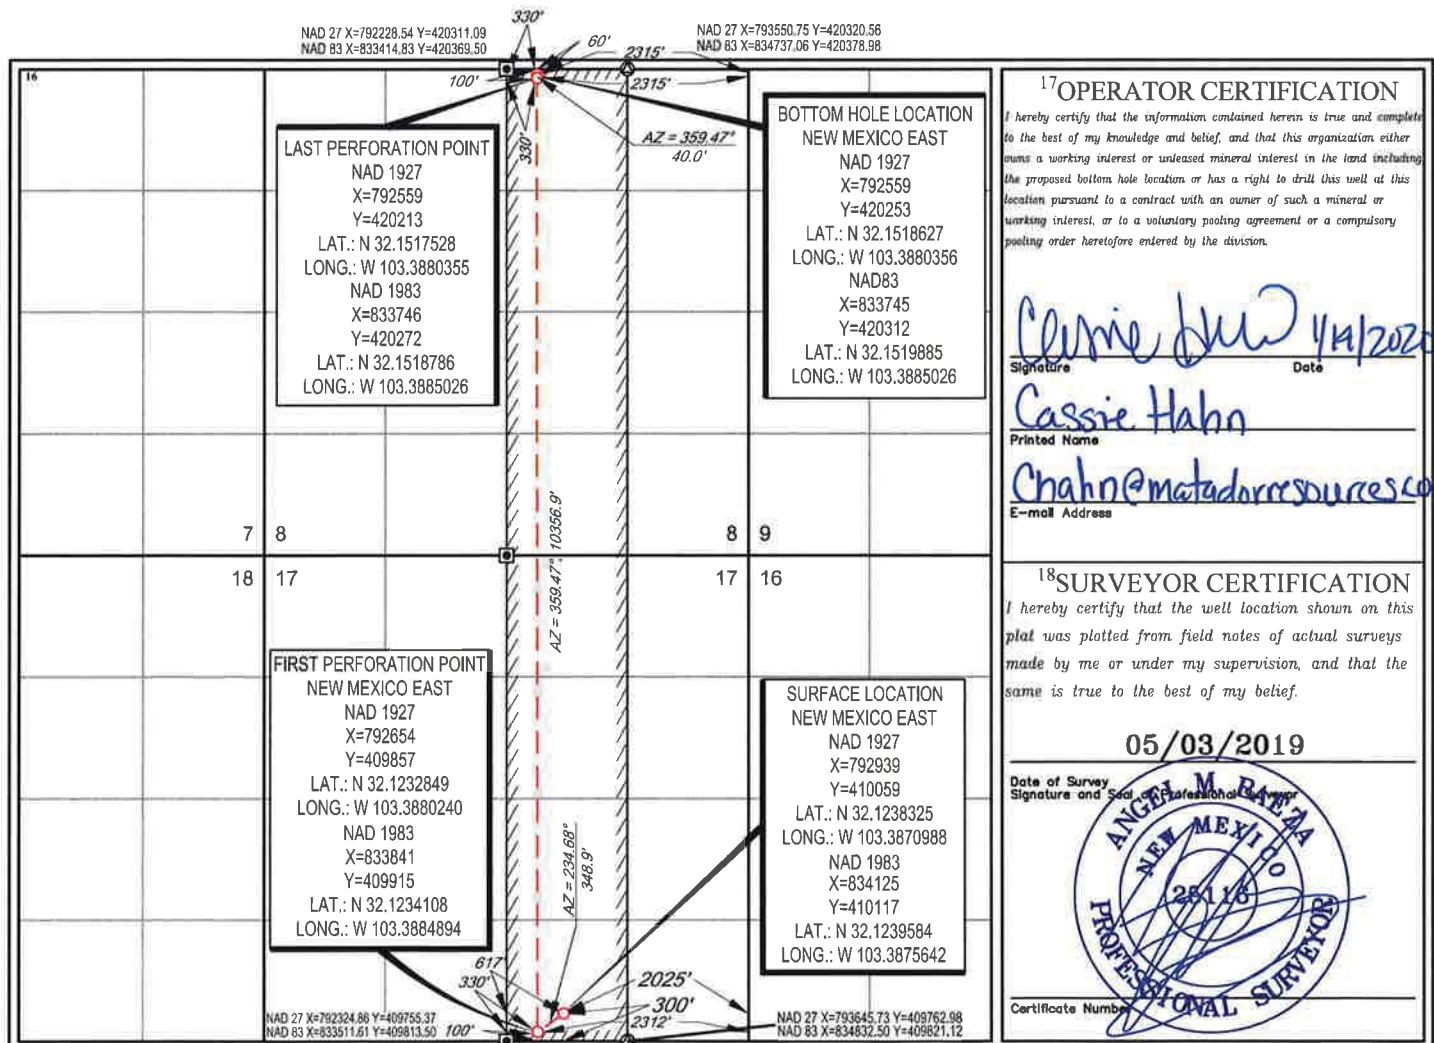 330'
NAD 27 X=792228.54 Y=420311.09
NAD 83 X=833414.83 Y=420369.50
NAD 27 X=793550.75 Y=420320.56
NAD 83 X=834737.06 Y=420378.98
60'
2315'
100'
2315'
16
330'
AZ = 359.47°
40.0'
LAST PERFORATION POINT
NAD 1927
X=792559
Y=420213
LAT.: N 32.1517528
LONG.: W 103.3880355
NAD 1983
X=833746
Y=420272
LAT.: N 32.1518786
LONG.: W 103.3885026
BOTTOM HOLE LOCATION
NEW MEXICO EAST
NAD 1927
X=792559
Y=420253
LAT.: N 32.1518627
LONG.: W 103.3880356
NAD83
X=833745
Y=420312
LAT.: N 32.1519885
LONG.: W 103.3885026
AZ = 359.47°, 10356.9'
7 8
8 9
18 17
17 16
FIRST PERFORATION POINT
NEW MEXICO EAST
NAD 1927
X=792654
Y=409857
LAT.: N 32.1232849
LONG.: W 103.3880240
NAD 1983
X=833841
Y=409915
LAT.: N 32.1234108
LONG.: W 103.3884894
SURFACE LOCATION
NEW MEXICO EAST
NAD 1927
X=792939
Y=410059
LAT.: N 32.1238325
LONG.: W 103.3870988
NAD 1983
X=834125
Y=410117
LAT.: N 32.1239584
LONG.: W 103.3875642
AZ = 234.68°
348.9'
617'
330'
2025'
300'
2312'
100'
NAD 27 X=792324.86 Y=409755.37
NAD 83 X=833511.61 Y=409813.50
NAD 27 X=793645.73 Y=409762.98
NAD 83 X=834832.50 Y=409821.12
17 OPERATOR CERTIFICATION
I hereby certify that the information contained herein is true and complete
to the best of my knowledge and belief, and that this organization either
owns a working interest or unleased mineral interest in the land including
the proposed bottom hole location or has a right to drill this well at this
location pursuant to a contract with an owner of such a mineral or
working interest, or to a voluntary pooling agreement or a compulsory
pooling order heretofore entered by the division.
Signature Date
Cassie Hahn
Printed Name
Chahn@matadorresources.co
E-mail Address
18 SURVEYOR CERTIFICATION
I hereby certify that the well location shown on this
plat was plotted from field notes of actual surveys
made by me or under my supervision, and that the
same is true to the best of my belief.
05/03/2019
Date of Survey
Signature and Seal of Professional Surveyor
ANGEL M. BAEZA
NEW MEXICO
25116
PROFESSIONAL SURVEYOR
Certificate Number